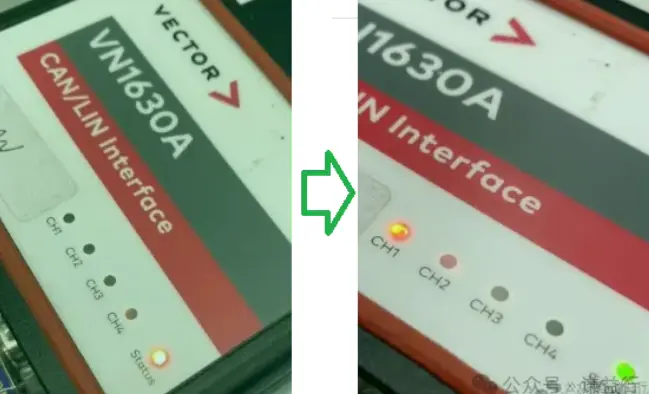 VECTOR
VN1630A
CAN/LIN Interface
CH1
CH2
CH3
CH4
Status
VECTOR
1630A
IN Interface
CH1
CH2
CH3
CH4
公众号